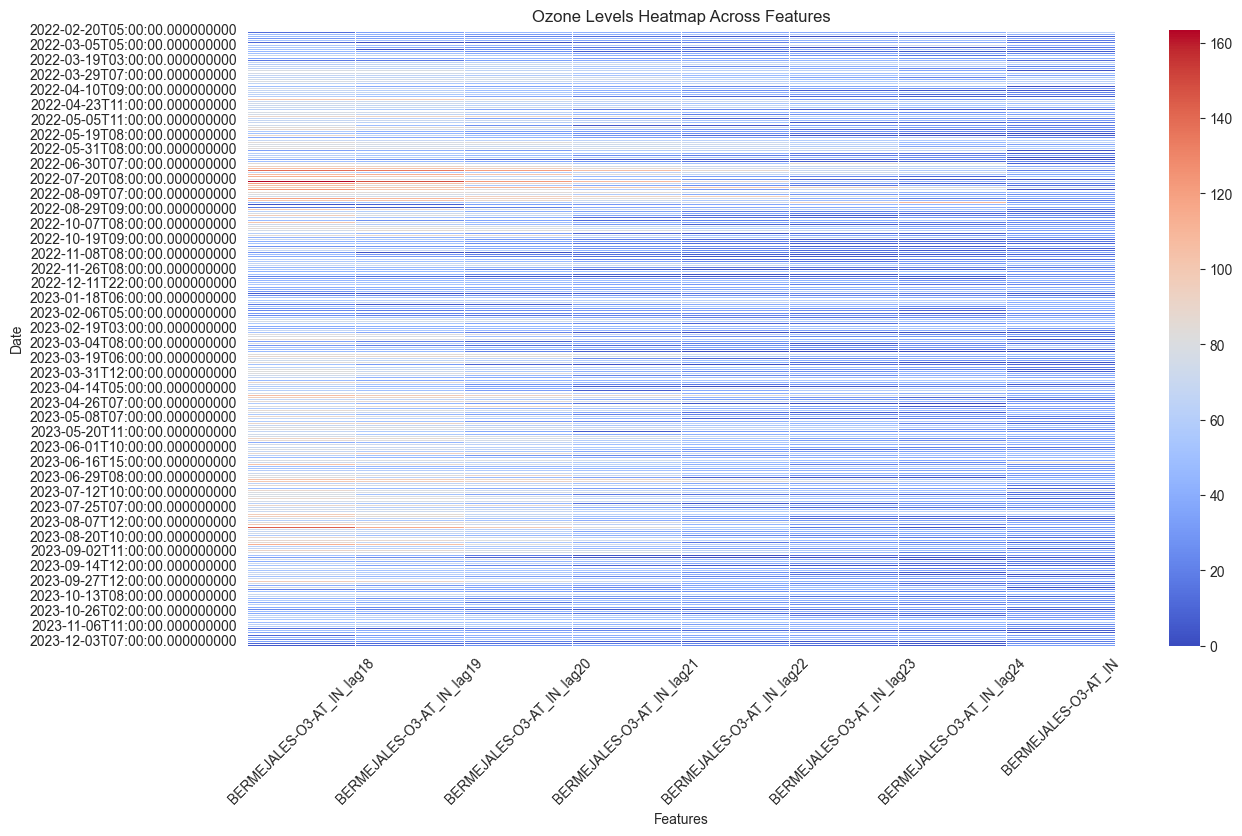 Ozone Levels Heatmap Across Features
2022-02-20T05:00:00.000000000
2022-03-05T05:00:00.000000000
2022-03-19T03:00:00.000000000
2022-03-29T07:00:00.000000000
2022-04-10T09:00:00.000000000
2022-04-23T11:00:00.000000000
2022-05-05T11:00:00.000000000
2022-05-19T08:00:00.000000000
2022-05-31T08:00:00.000000000
2022-06-30T07:00:00.000000000
2022-07-20T08:00:00.000000000
2022-08-09T07:00:00.000000000
2022-08-29T09:00:00.000000000
2022-10-07T08:00:00.000000000
2022-10-19T09:00:00.000000000
2022-11-08T08:00:00.000000000
2022-11-26T08:00:00.000000000
2022-12-11T22:00:00.000000000
2023-01-18T06:00:00.000000000
2023-02-06T05:00:00.000000000
2023-02-19T03:00:00.000000000
2023-03-04T08:00:00.000000000
2023-03-19T06:00:00.000000000
2023-03-31T12:00:00.000000000
2023-04-14T05:00:00.000000000
2023-04-26T07:00:00.000000000
2023-05-08T07:00:00.000000000
2023-05-20T11:00:00.000000000
2023-06-01T10:00:00.000000000
2023-06-16T15:00:00.000000000
2023-06-29T08:00:00.000000000
2023-07-12T10:00:00.000000000
2023-07-25T07:00:00.000000000
2023-08-07T12:00:00.000000000
2023-08-20T10:00:00.000000000
2023-09-02T11:00:00.000000000
2023-09-14T12:00:00.000000000
2023-09-27T12:00:00.000000000
2023-10-13T08:00:00.000000000
2023-10-26T02:00:00.000000000
2023-11-06T11:00:00.000000000
2023-12-03T07:00:00.000000000
Date
BERMEJALES-O3-AT_IN_lag18
BERMEJALES-O3-AT_IN_lag19
BERMEJALES-O3-AT_IN_lag20
BERMEJALES-O3-AT_IN_lag21
BERMEJALES-O3-AT_IN_lag22
BERMEJALES-O3-AT_IN_lag23
BERMEJALES-O3-AT_IN_lag24
BERMEJALES-O3-AT_IN
Features
160
140
120
100
80
60
40
20
0